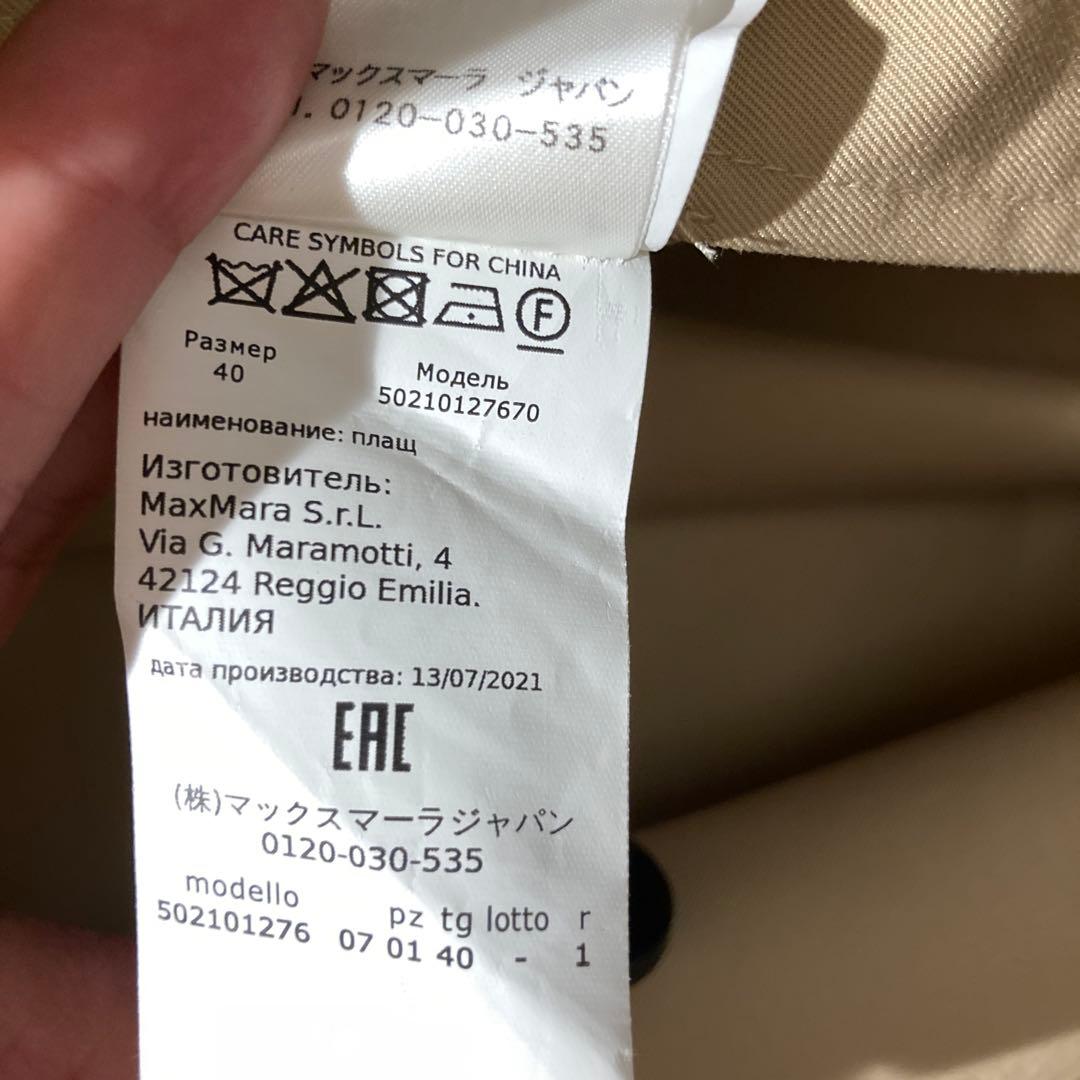 マックスマーラ ジャパン
. 0120-030-535
CARE SYMBOLS FOR CHINA
F
Размер
40
Модель
50210127670
наименование: плащ
Изготовитель:
MaxMara S.r.L.
Via G. Maramotti, 4
42124 Reggio Emilia.
ИТАЛИЯ
дата производства: 13/07/2021
EAC
(株)マックスマーラジャパン
0120-030-535
modello pz tg lotto r
502101276 07 01 40 - 1